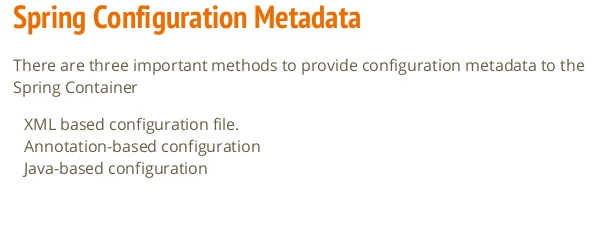 Spring Configuration Metadata
There are three important methods to provide configuration metadata to the
Spring Container
XML based configuration file.
Annotation-based configuration
Java-based configuration